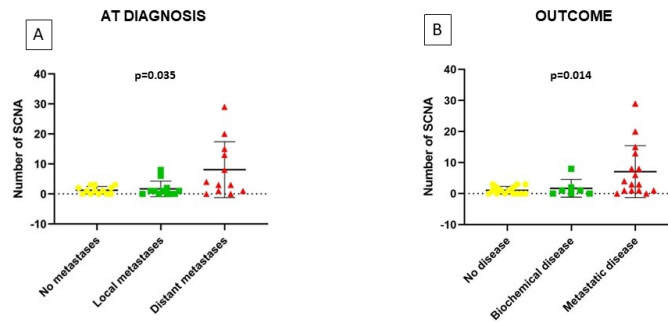 AT DIAGNOSIS
A
p=0.035
Number of SCNA
40
30
20
10
0
-10
No metastases
Local metastases
Distant metastases
OUTCOME
B
p=0.014
Number of SCNA
40
30
20
10
0
-10
No disease
Biochemical disease
Metastatic disease